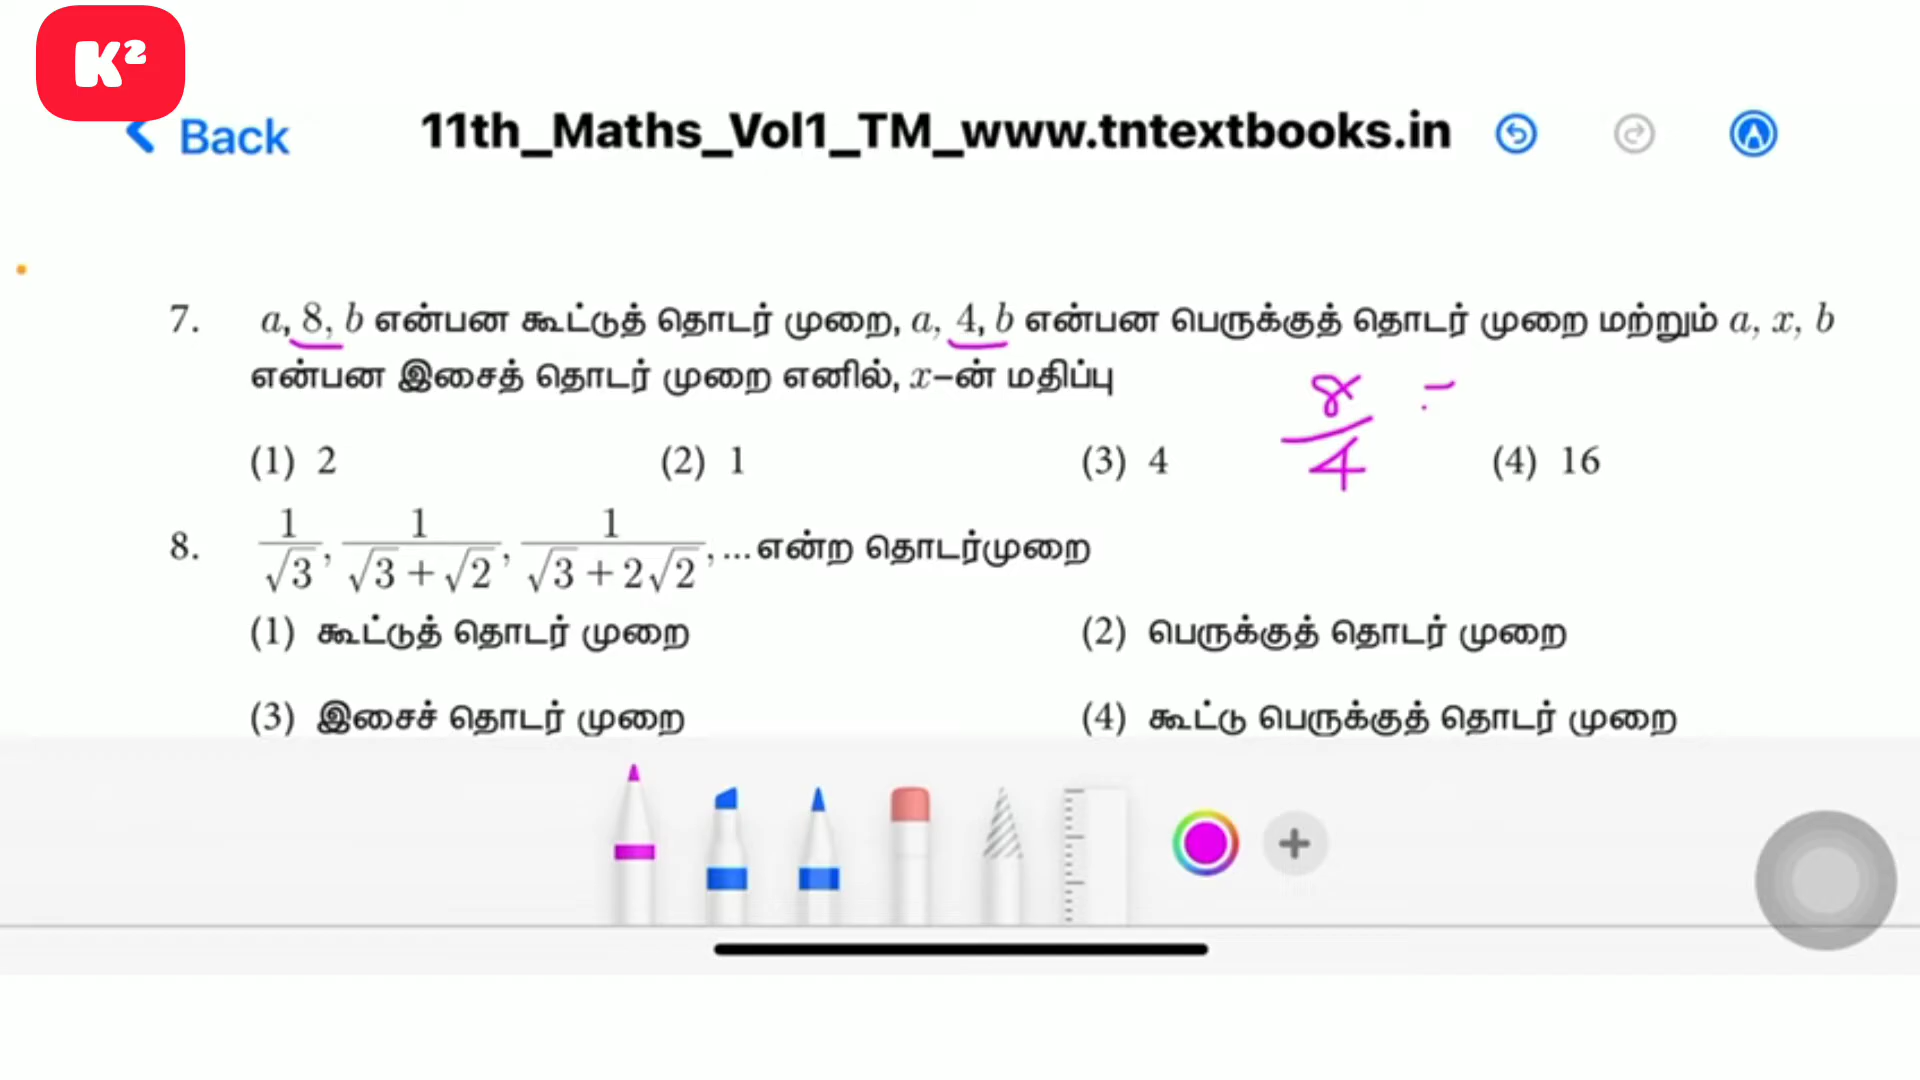 K²
Back
11th_Maths_Vol1_TM_www.tntextbooks.in
7. a, 8, b என்பன கூட்டுத் தொடர் முறை, a, 4, b என்பன பெருக்குத் தொடர் முறை மற்றும் a, x, b
என்பன இசைத் தொடர் முறை எனில், x–ன் மதிப்பு
8/4 =
(1) 2 (2) 1 (3) 4 (4) 16
8. 1/√3, 1/(√3 + √2), 1/(√3 + 2√2), ... என்ற தொடர்முறை
(1) கூட்டுத் தொடர் முறை (2) பெருக்குத் தொடர் முறை
(3) இசைச் தொடர் முறை (4) கூட்டு பெருக்குத் தொடர் முறை